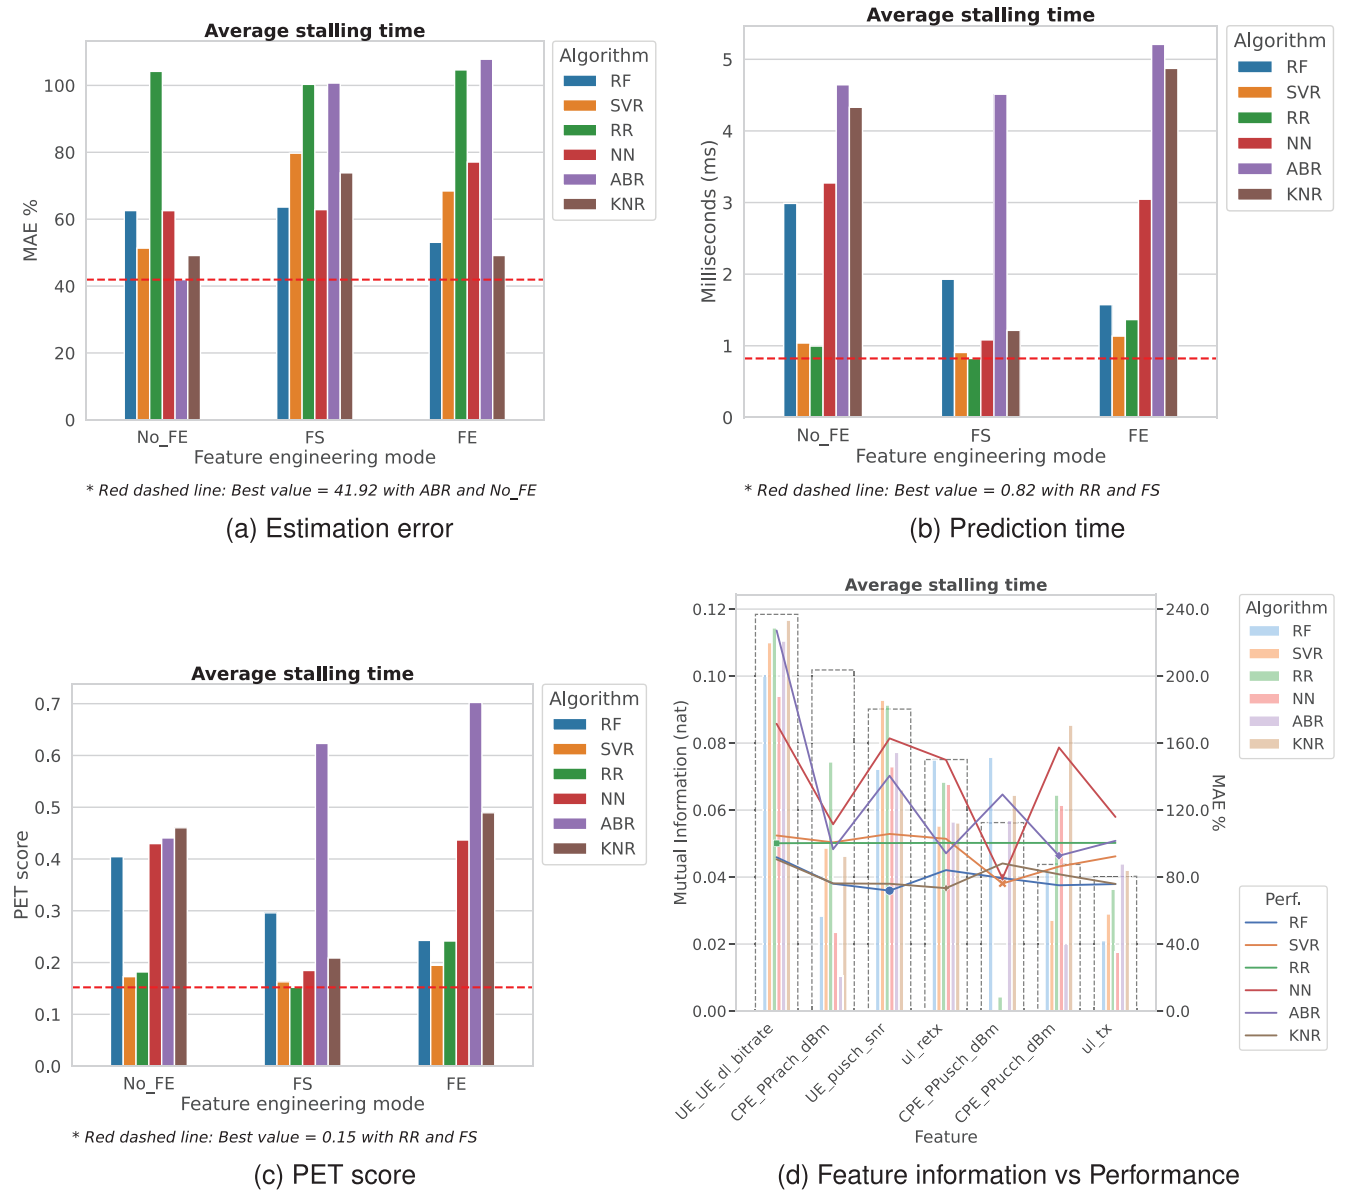 Average stalling time
100
80
60
40
20
0
MAE %
No_FE
FS
FE
Feature engineering mode
Algorithm
RF
SVR
RR
NN
ABR
KNR
* Red dashed line: Best value = 41.92 with ABR and No_FE
(a) Estimation error
Average stalling time
5
4
3
2
1
0
Milliseconds (ms)
No_FE
FS
FE
Feature engineering mode
Algorithm
RF
SVR
RR
NN
ABR
KNR
* Red dashed line: Best value = 0.82 with RR and FS
(b) Prediction time
Average stalling time
0.7
0.6
0.5
0.4
0.3
0.2
0.1
0.0
PET score
No_FE
FS
FE
Feature engineering mode
Algorithm
RF
SVR
RR
NN
ABR
KNR
* Red dashed line: Best value = 0.15 with RR and FS
(c) PET score
Average stalling time
0.12
0.10
0.08
0.06
0.04
0.02
0.00
Mutual Information (nat)
240.0
200.0
160.0
120.0
80.0
40.0
0.0
MAE %
UE_UE_dl_bitrate
CPE_PPrach_dBm
UE_pusch_snr
ul_retx
CPE_PPusch_dBm
CPE_PPucch_dBm
ul_tx
Feature
Algorithm
RF
SVR
RR
NN
ABR
KNR
Perf.
RF
SVR
RR
NN
ABR
KNR
(d) Feature information vs Performance